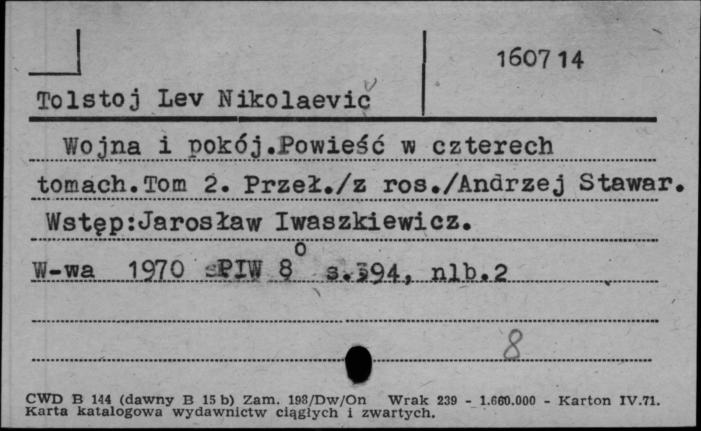 160714
Tolstoj Lev Nikolaevič
Wojna i pokój.Powieść w czterech
tomach.Tom 2. Przeł./z ros./Andrzej Stawar.
Wstęp:Jarosław Iwaszkiewicz.
W-wa 1970 PIW 8° s.394, nlb.2
8
CWD B 144 (dawny B 15 b) Zam. 198/Dw/On Wrak 239 - 1.660.000 - Karton IV.71.
Karta katalogowa wydawnictw ciągłych i zwartych.